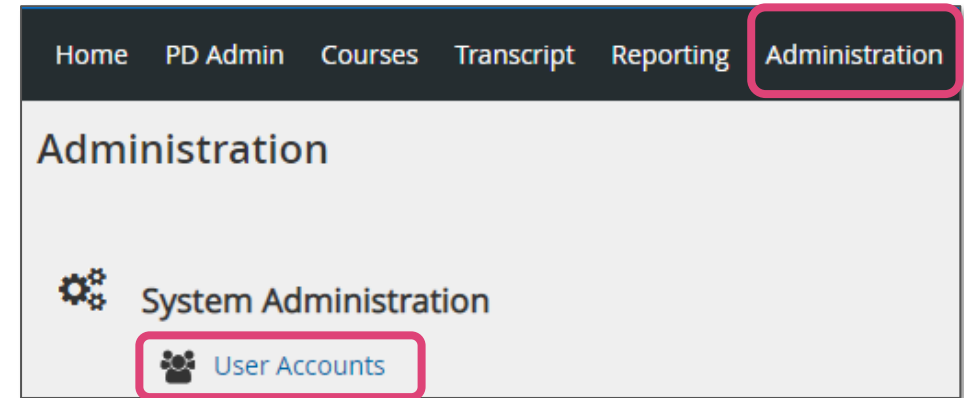 Home PD Admin Courses Transcript Reporting Administration
Administration
System Administration
User Accounts